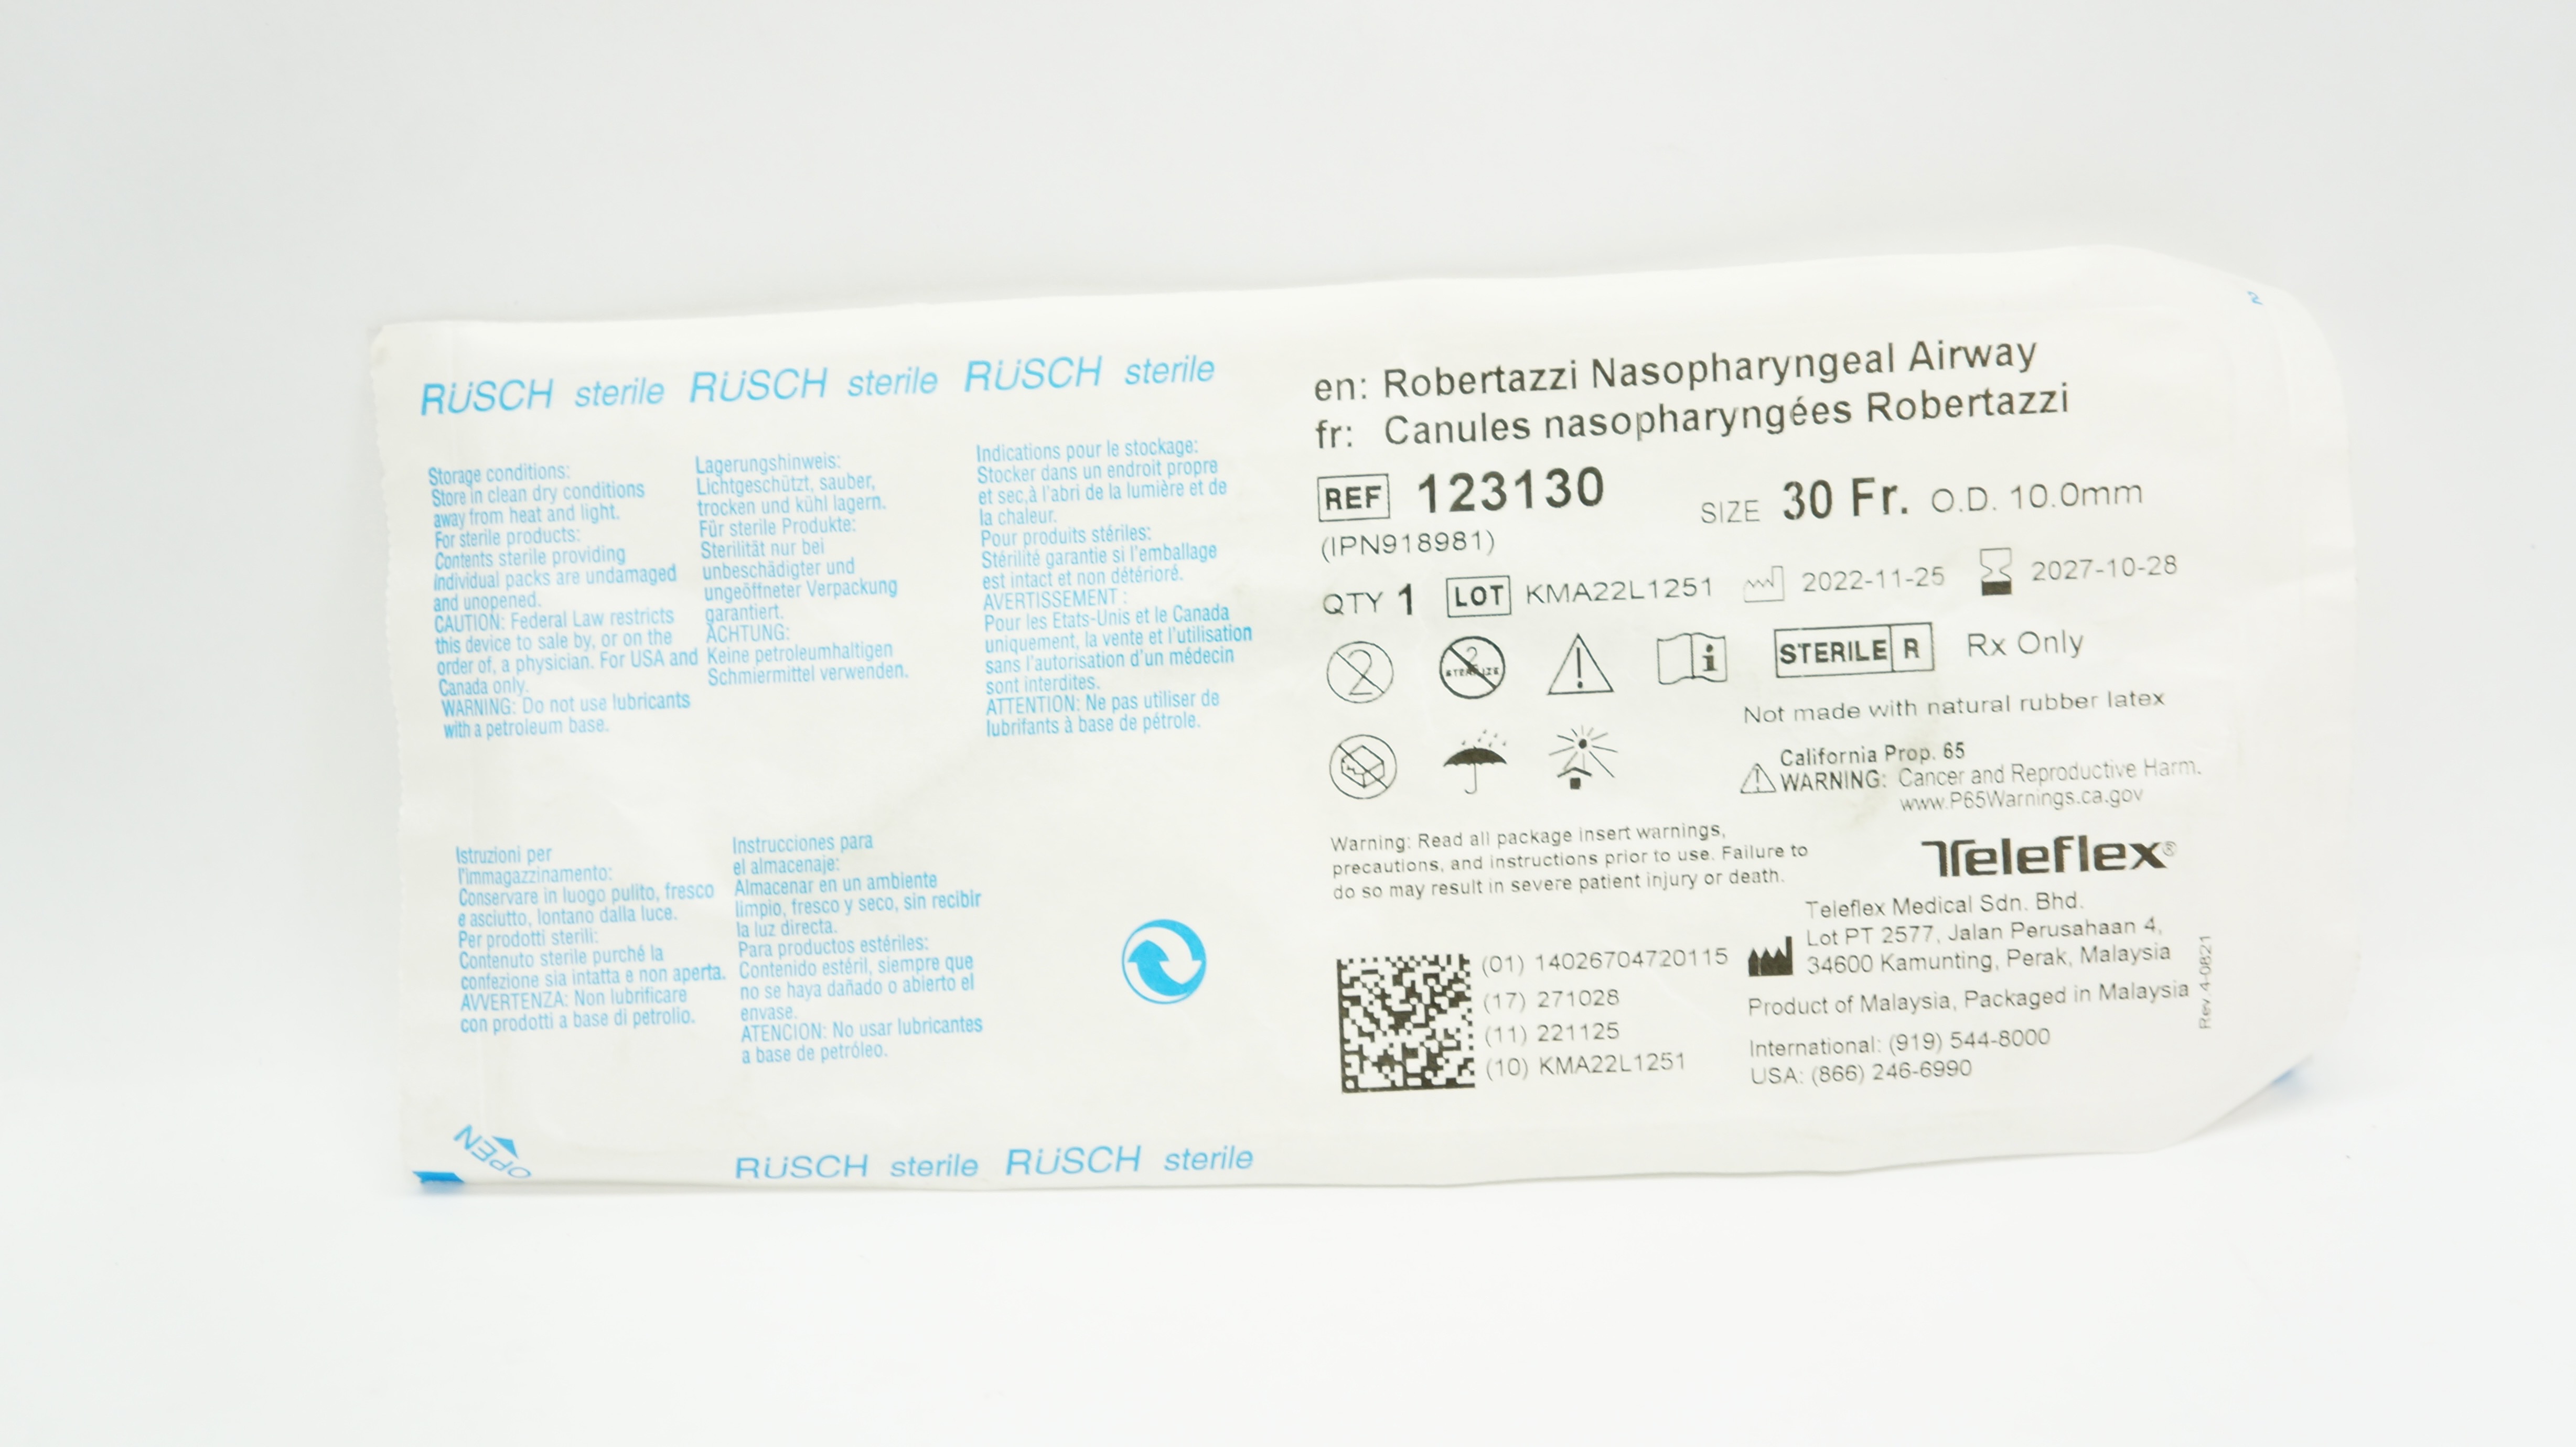 RÜSCH sterile RÜSCH sterile RÜSCH sterile
Storage conditions:
Store in clean dry conditions
away from heat and light.
For sterile products:
Contents sterile providing
individual packs are undamaged
and unopened.
CAUTION: Federal Law restricts
this device to sale by, or on the
order of, a physician. For USA and
Canada only.
WARNING: Do not use lubricants
with a petroleum base.
Lagerungshinweis:
Lichtgeschützt, sauber,
trocken und kühl lagern.
Für sterile Produkte:
Sterilität nur bei
unbeschädigter und
ungeöffneter Verpackung
garantiert.
ACHTUNG:
Keine petroleumhaltigen
Schmiermittel verwenden.
Indications pour le stockage:
Stocker dans un endroit propre
et sec,à l'abri de la lumière et de
la chaleur.
Pour produits stériles:
Stérilité garantie si l'emballage
est intact et non détérioré.
AVERTISSEMENT :
Pour les Etats-Unis et le Canada
uniquement, la vente et l'utilisation
sans l'autorisation d'un médecin
sont interdites.
ATTENTION: Ne pas utiliser de
lubrifants à base de pétrole.
Istruzioni per
l'immagazzinamento:
Conservare in luogo pulito, fresco
e asciutto, lontano dalla luce.
Per prodotti sterili:
Contenuto sterile purché la
confezione sia intatta e non aperta.
AVVERTENZA: Non lubrificare
con prodotti a base di petrolio.
Instrucciones para
el almacenaje:
Almacenar en un ambiente
limpio, fresco y seco, sin recibir
la luz directa.
Para productos estériles:
Contenido estéril, siempre que
no se haya dañado o abierto el
envase.
ATENCION: No usar lubricantes
a base de petróleo.
OPEN
RÜSCH sterile RÜSCH sterile
2
en: Robertazzi Nasopharyngeal Airway
fr: Canules nasopharyngées Robertazzi
REF 123130 SIZE 30 Fr. O.D. 10.0mm
(IPN918981)
QTY 1 LOT KMA22L1251 2022-11-25 2027-10-28
2 2 STERILIZE ! i STERILE R Rx Only
Not made with natural rubber latex
California Prop. 65
WARNING: Cancer and Reproductive Harm.
www.P65Warnings.ca.gov
Warning: Read all package insert warnings,
precautions, and instructions prior to use. Failure to
do so may result in severe patient injury or death.
Teleflex®
Teleflex Medical Sdn. Bhd.
Lot PT 2577, Jalan Perusahaan 4,
34600 Kamunting, Perak, Malaysia
Product of Malaysia, Packaged in Malaysia
International: (919) 544-8000
USA: (866) 246-6990
Rev 4-0821
(01) 14026704720115
(17) 271028
(11) 221125
(10) KMA22L1251